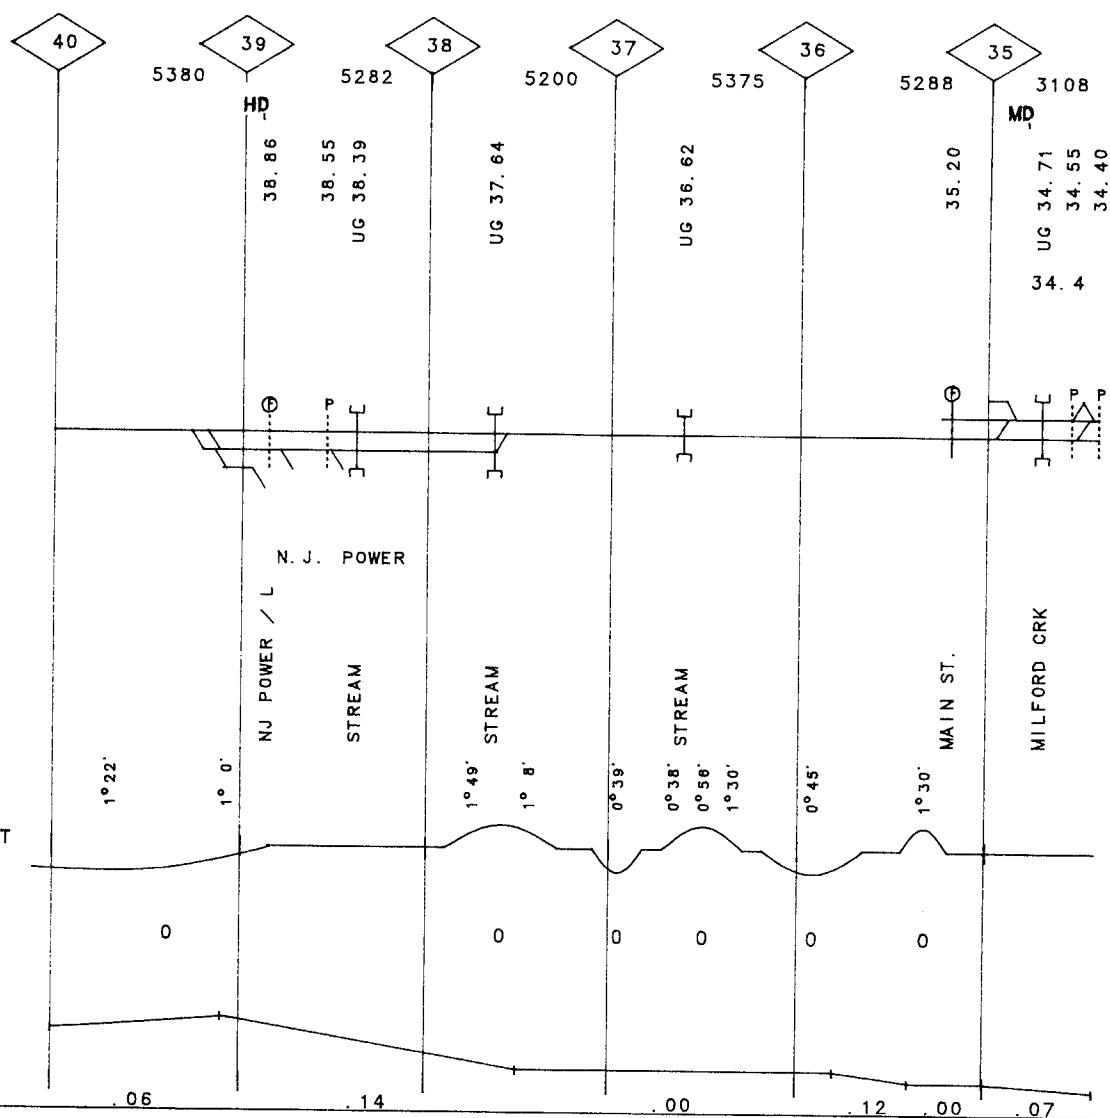 40 39 38 37 36 35
5380 5282 5200 5375 5288 3108
HD MD
38.86
38.55
UG 38.39
UG 37.64
UG 36.62
35.20
UG 34.71
34.55
34.40
34.4
F P F P P
N.J. POWER
NJ POWER / L
STREAM
STREAM
STREAM
MAIN ST.
MILFORD CRK
1°22'
1° 0'
1°49'
1° 8'
0°39'
0°38'
0°56'
1°30'
0°45'
1°30'
T
0 0 0 0 0 0
.06 .14 .00 .12 .00 .07